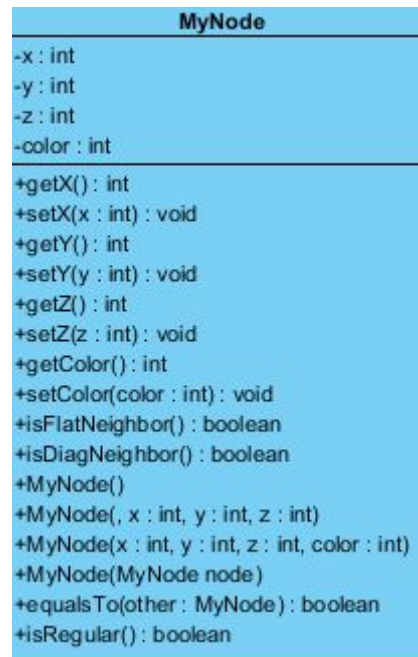 MyNode
-x : int
-y : int
-z : int
-color : int
+getX() : int
+setX(x : int) : void
+getY() : int
+setY(y : int) : void
+getZ() : int
+setZ(z : int) : void
+getColor() : int
+setColor(color : int) : void
+isFlatNeighbor() : boolean
+isDiagNeighbor() : boolean
+MyNode()
+MyNode(, x : int, y : int, z : int)
+MyNode(x : int, y : int, z : int, color : int)
+MyNode(MyNode node)
+equalsTo(other : MyNode) : boolean
+isRegular() : boolean